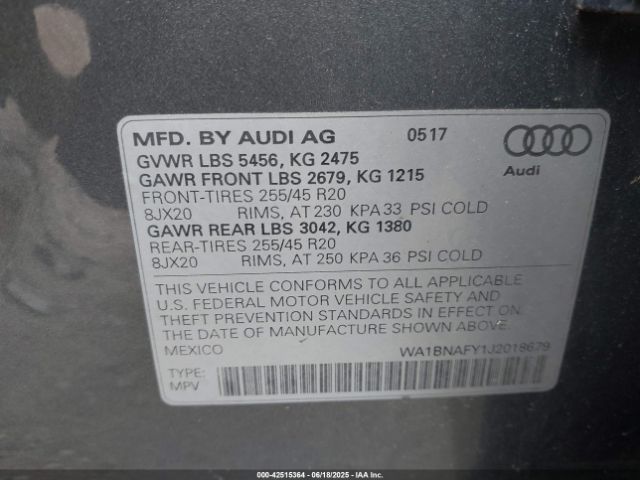 MFD. BY AUDI AG 0517
GVWR LBS 5456, KG 2475
GAWR FRONT LBS 2679, KG 1215
FRONT-TIRES 255/45 R20
8JX20 RIMS, AT 230 KPA 33 PSI COLD
GAWR REAR LBS 3042, KG 1380
REAR-TIRES 255/45 R20
8JX20 RIMS, AT 250 KPA 36 PSI COLD
Audi
THIS VEHICLE CONFORMS TO ALL APPLICABLE
U.S. FEDERAL MOTOR VEHICLE SAFETY AND
THEFT PREVENTION STANDARDS IN EFFECT ON
THE DATE OF MANUFACTURE SHOWN ABOVE.
MEXICO WA1BNAFY1J2018679
TYPE:
MPV
000-42515364 | 06/18/2025 | IAAI.COM